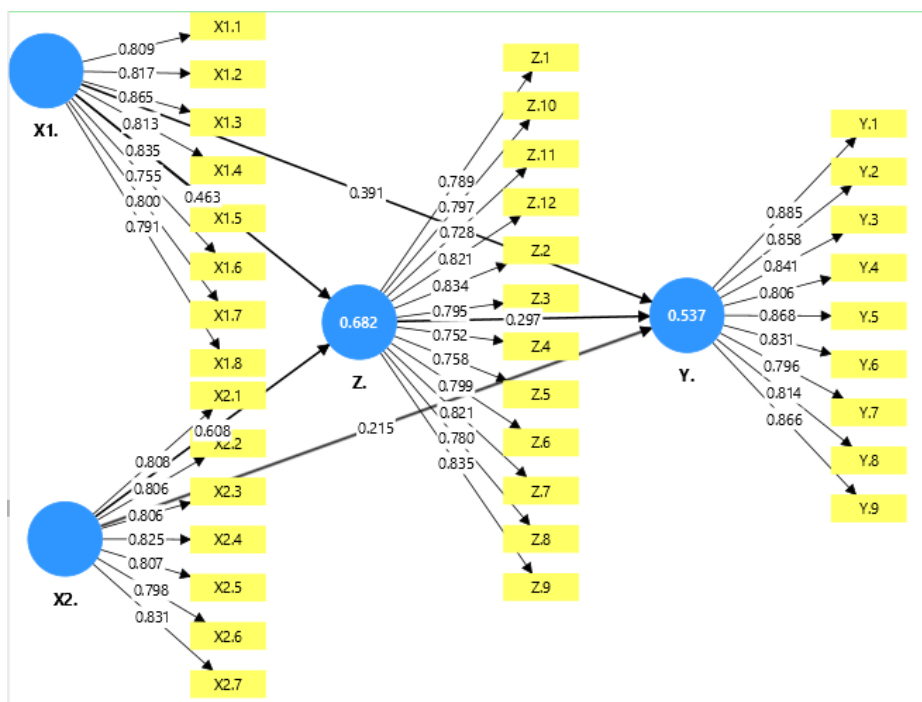 X1.
0.809
0.817
0.865
0.813
0.835
0.755
0.800
0.791
X1.1
X1.2
X1.3
X1.4
X1.5
X1.6
X1.7
X1.8
0.463
0.391
X2.
0.808
0.806
0.806
0.825
0.807
0.798
0.831
X2.1
X2.2
X2.3
X2.4
X2.5
X2.6
X2.7
0.608
0.215
0.682
Z.
0.789
0.797
0.728
0.821
0.834
0.795
0.752
0.758
0.799
0.821
0.780
0.835
Z.1
Z.10
Z.11
Z.12
Z.2
Z.3
Z.4
Z.5
Z.6
Z.7
Z.8
Z.9
0.297
0.537
Y.
0.885
0.858
0.841
0.806
0.868
0.831
0.796
0.814
0.866
Y.1
Y.2
Y.3
Y.4
Y.5
Y.6
Y.7
Y.8
Y.9